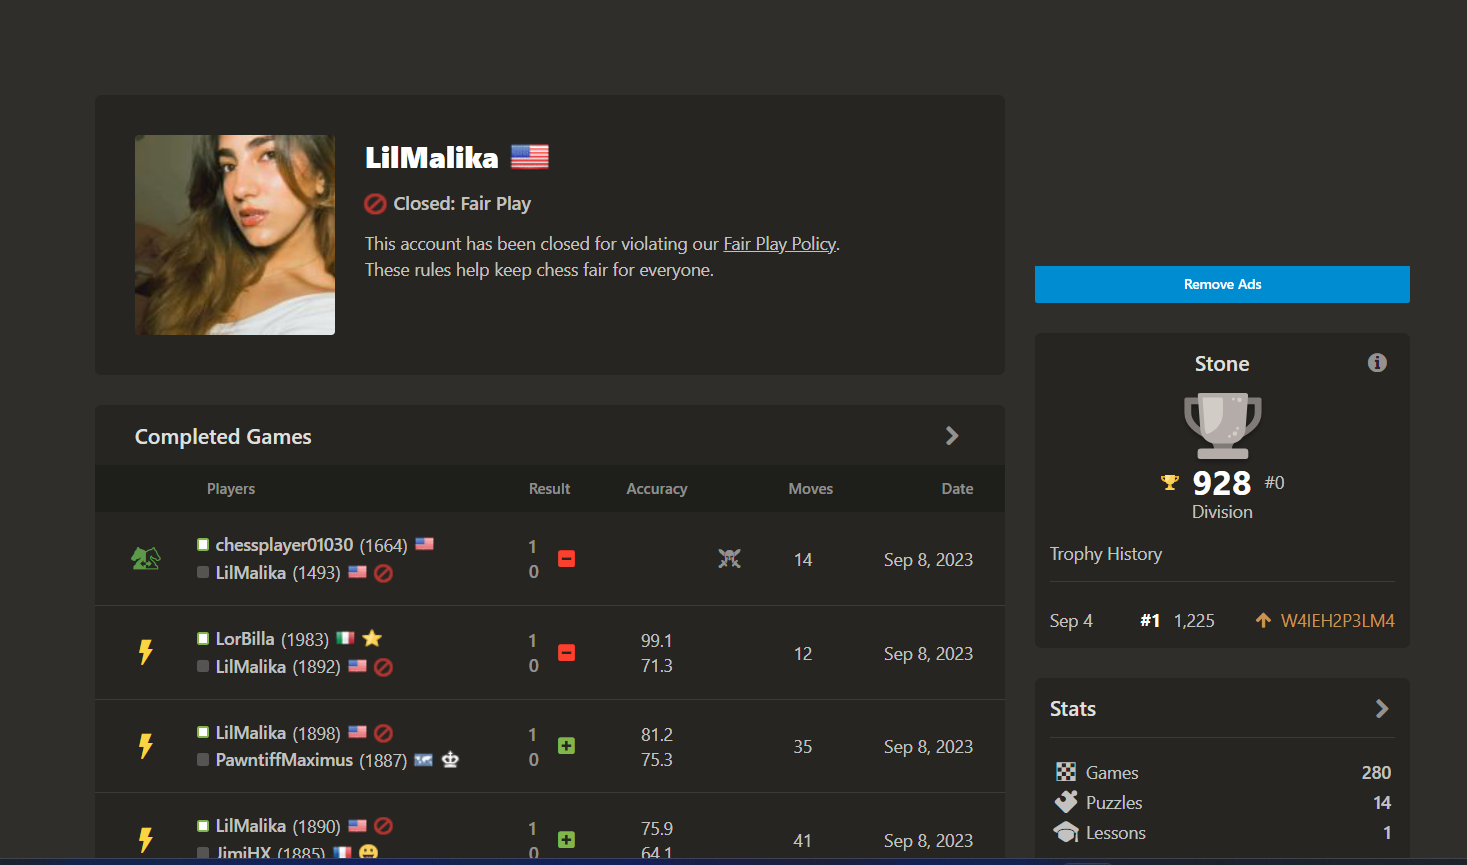 LilMalika
Closed: Fair Play
This account has been closed for violating our Fair Play Policy.
These rules help keep chess fair for everyone.
Completed Games
Players Result Accuracy Moves Date
chessplayer01030 (1664) 1
LilMalika (1493) 0
14 Sep 8, 2023
LorBilla (1983) 1 99.1
LilMalika (1892) 0 71.3
12 Sep 8, 2023
LilMalika (1898) 1 81.2
PawntiffMaximus (1887) 0 75.3
35 Sep 8, 2023
LilMalika (1890) 1 75.9
JimiHX (1885) 0 64.1
41 Sep 8, 2023
Remove Ads
Stone
928 #0
Division
Trophy History
Sep 4 #1 1,225 W4IEH2P3LM4
Stats
Games 280
Puzzles 14
Lessons 1